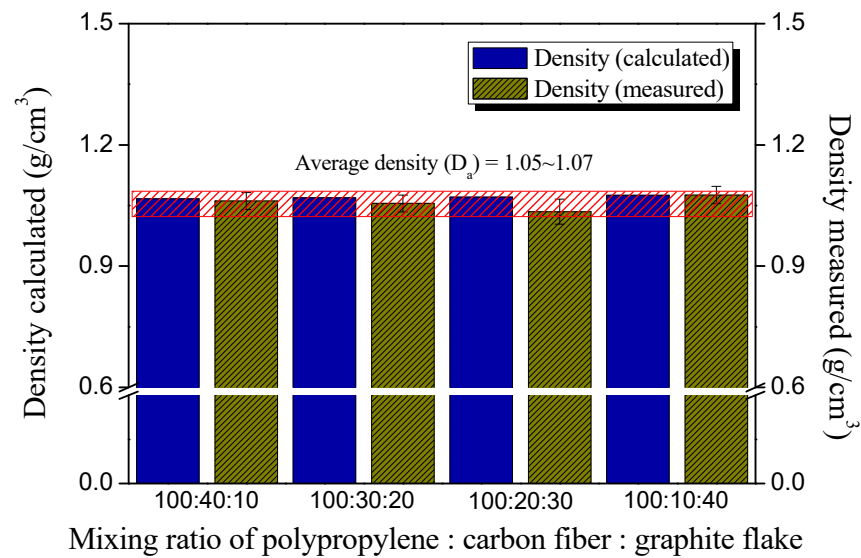 1.5
1.2
0.9
0.6
0.0
Density calculated (g/cm³)
Density (calculated)
Density (measured)
Average density (Dₐ) = 1.05~1.07
1.5
1.2
0.9
0.6
0.0
Density measured (g/cm³)
100:40:10 100:30:20 100:20:30 100:10:40
Mixing ratio of polypropylene : carbon fiber : graphite flake